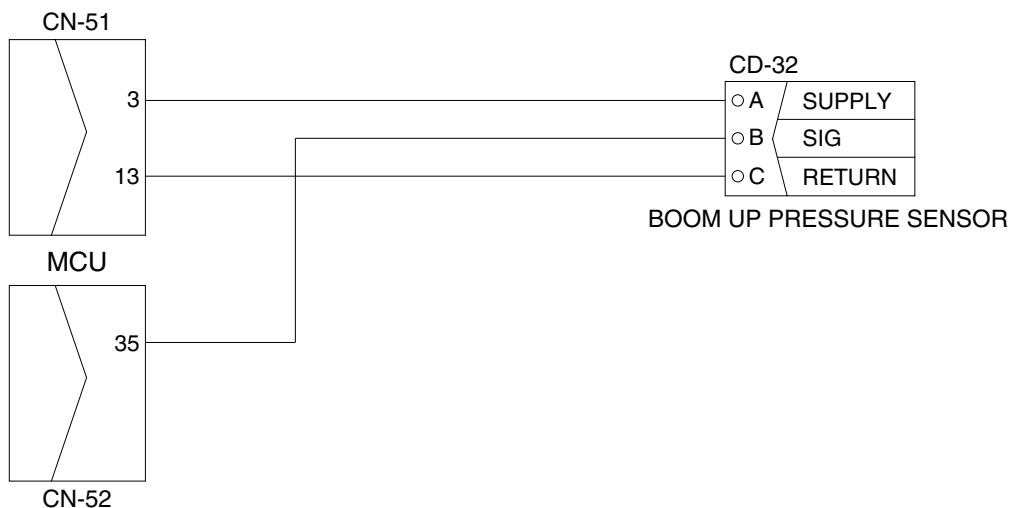 CN-51
CD-32
3
A SUPPLY
B SIG
13
C RETURN
BOOM UP PRESSURE SENSOR
MCU
35
CN-52